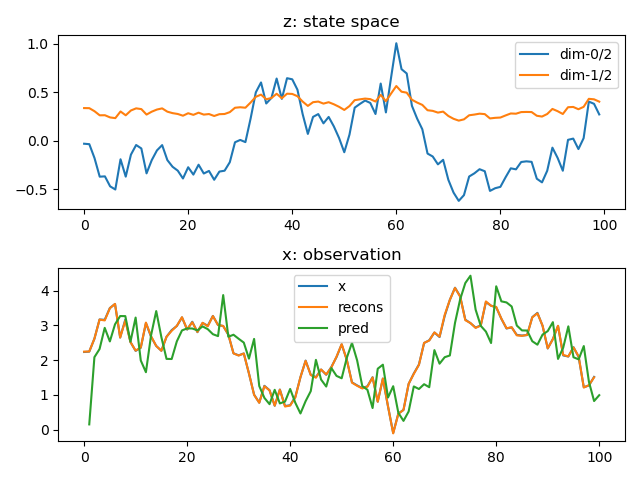 z: state space
1.0
0.5
0.0
−0.5
dim-0/2
dim-1/2
0 20 40 60 80 100
x: observation
4
3
2
1
0
x
recons
pred
0 20 40 60 80 100